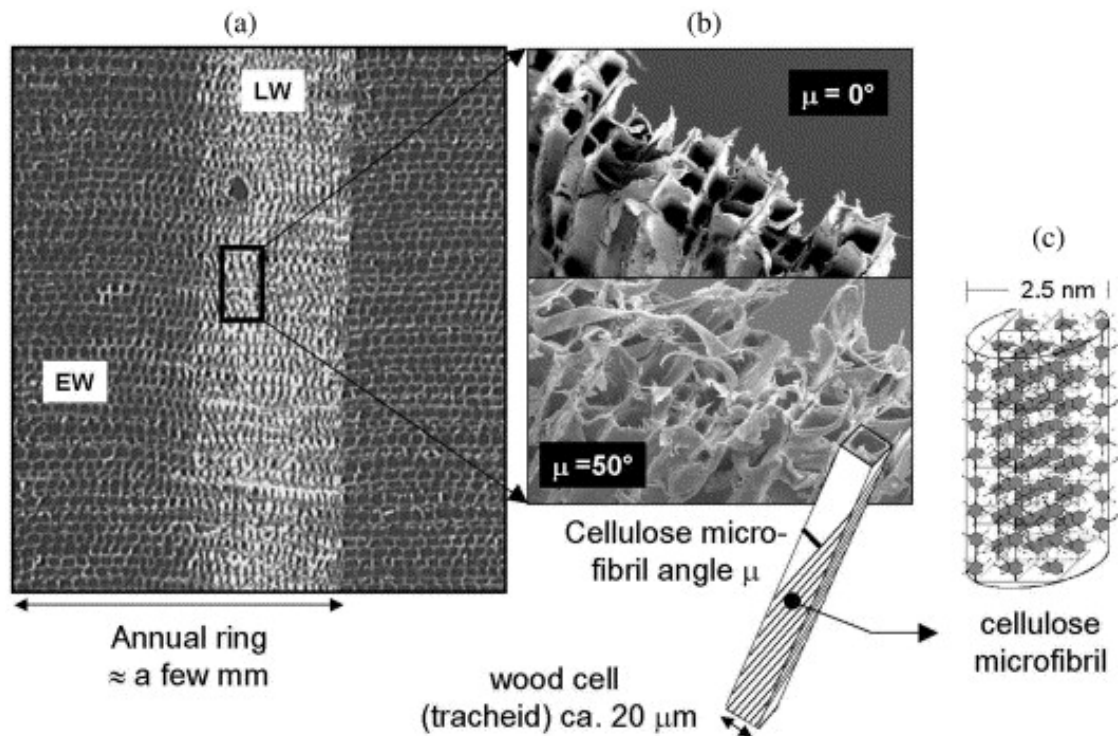 (a)
(b)
LW
μ = 0°
(c)
2.5 nm
EW
μ =50°
Cellulose micro-
fibril angle μ
Annual ring
≈ a few mm
cellulose
microfibril
wood cell
(tracheid) ca. 20 μm